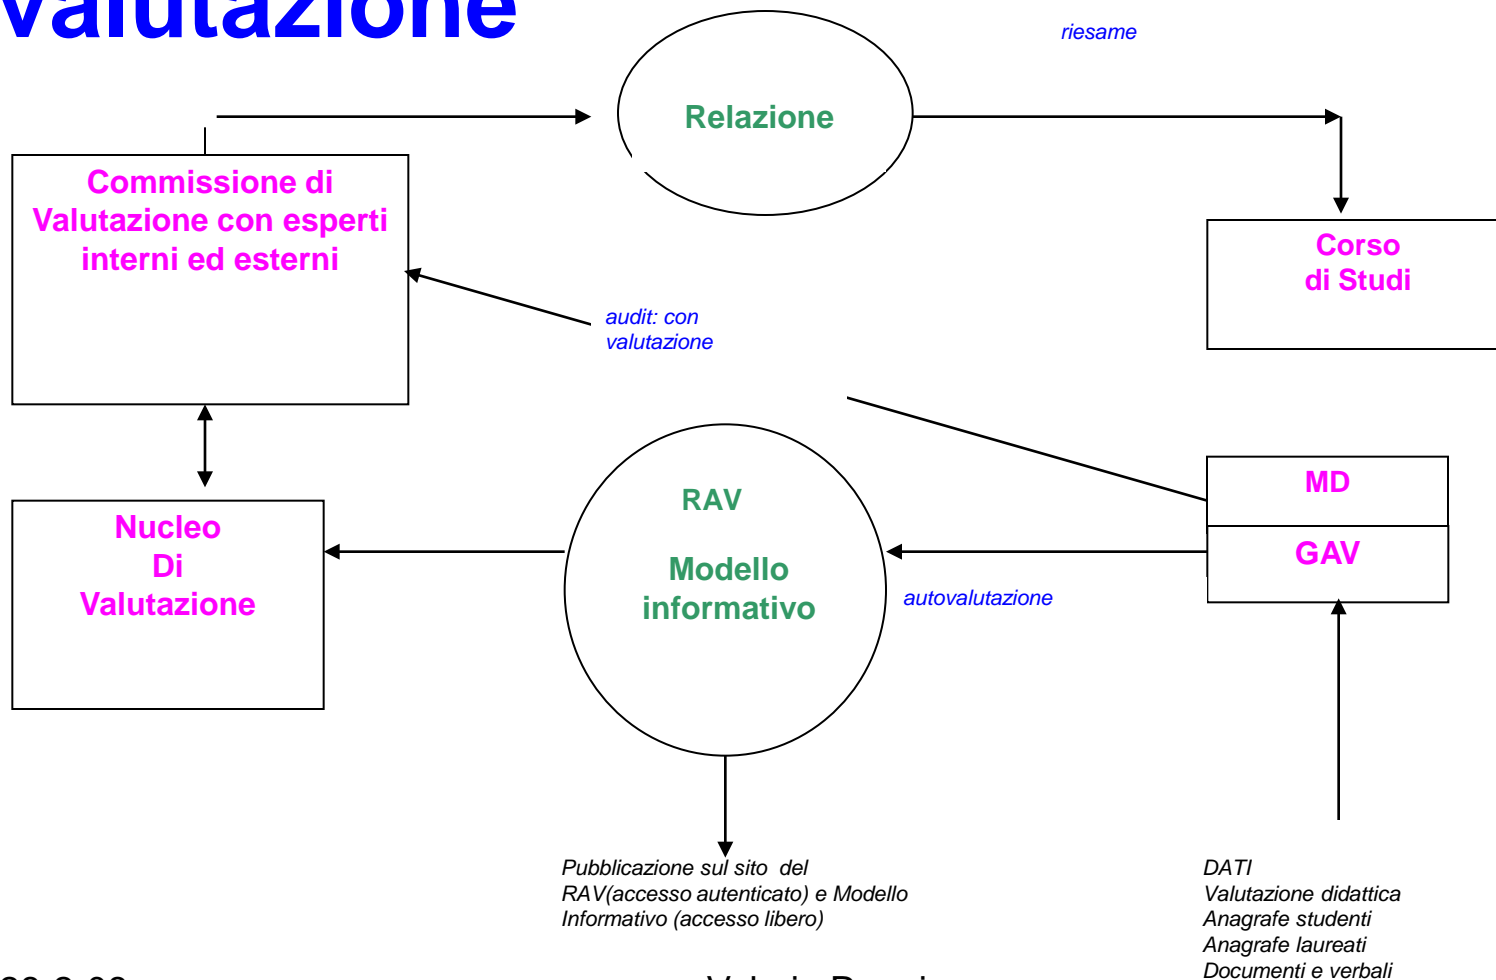 Valutazione
riesame
Relazione
Commissione di
Valutazione con esperti
interni ed esterni
Corso
di Studi
audit: con
valutazione
MD
GAV
RAV
Modello
informativo
autovalutazione
Nucleo
Di
Valutazione
Pubblicazione sul sito del
RAV(accesso autenticato) e Modello
Informativo (accesso libero)
DATI
Valutazione didattica
Anagrafe studenti
Anagrafe laureati
Documenti e verbali